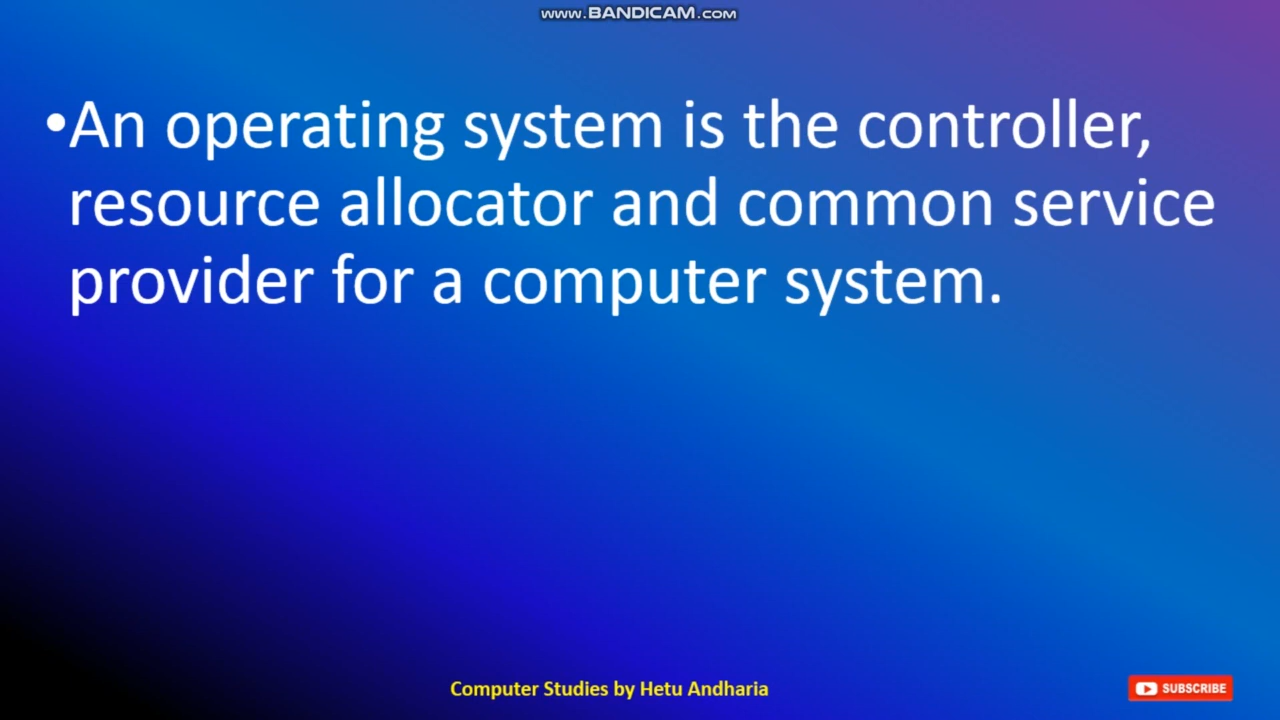 www.BANDICAM.com
•An operating system is the controller,
resource allocator and common service
provider for a computer system.
Computer Studies by Hetu Andharia
SUBSCRIBE